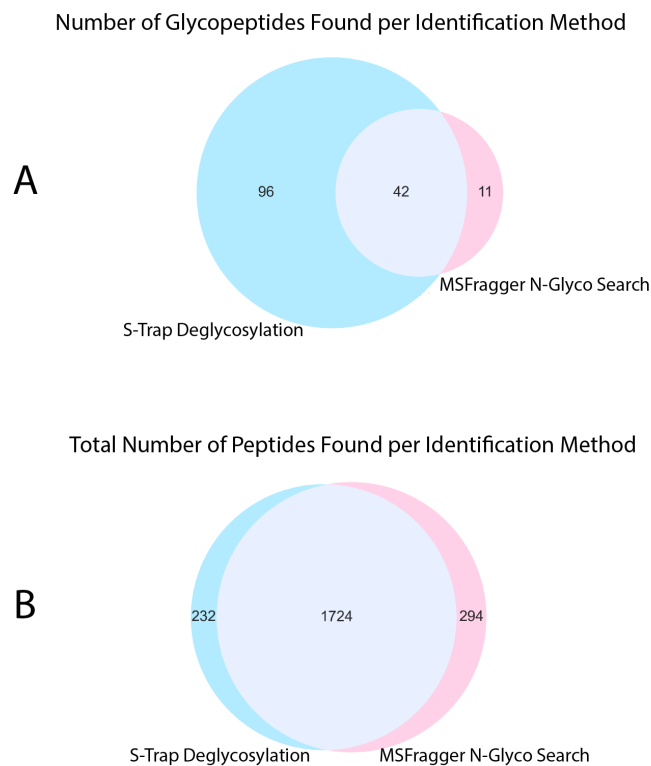 Number of Glycopeptides Found per Identification Method
A
96
42
11
MSFragger N-Glyco Search
S-Trap Deglycosylation
Total Number of Peptides Found per Identification Method
B
232
1724
294
S-Trap Deglycosylation
MSFragger N-Glyco Search